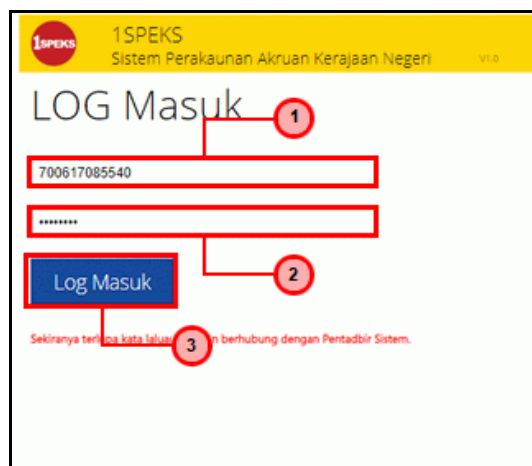 1SPEKS
1SPEKS
Sistem Perakaunan Akruan Kerajaan Negeri V1.0
LOG Masuk
1
700617085540
········
2
Log Masuk
3
Sekiranya terlupa kata laluan berhubung dengan Pentadbir Sistem.